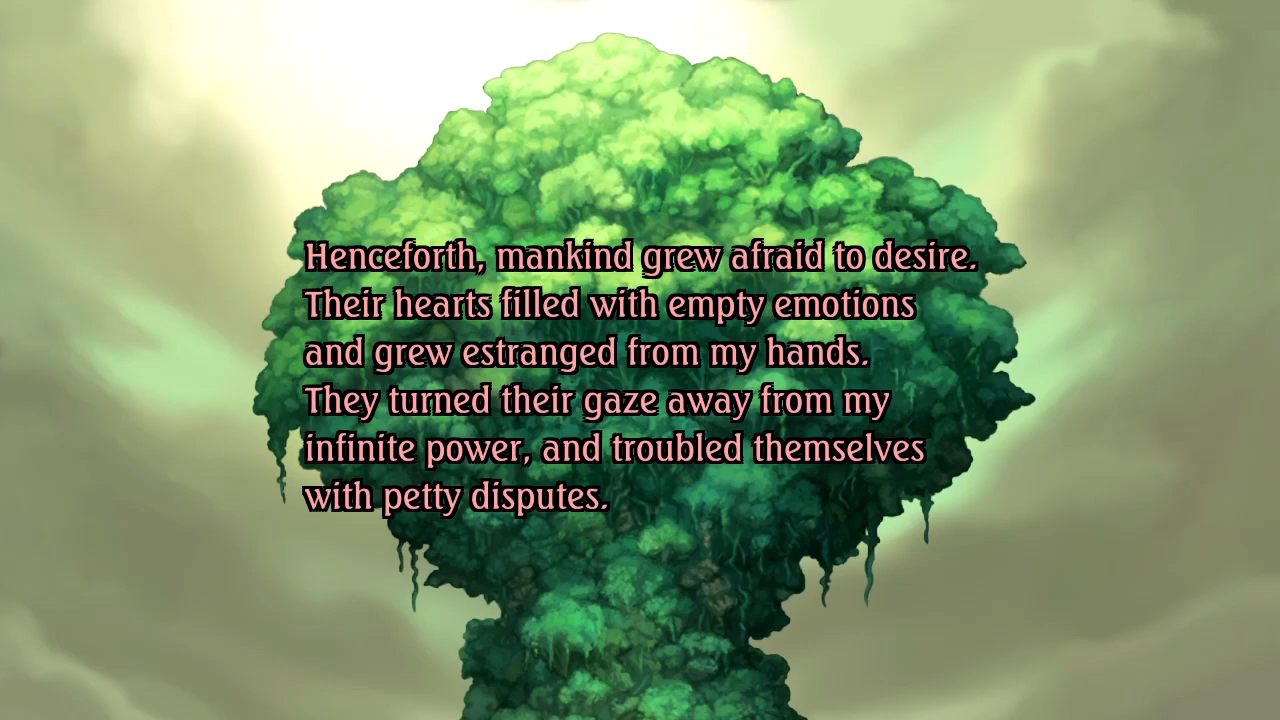 Henceforth, mankind grew afraid to desire.
Their hearts filled with empty emotions
and grew estranged from my hands.
They turned their gaze away from my
infinite power, and troubled themselves
with petty disputes.